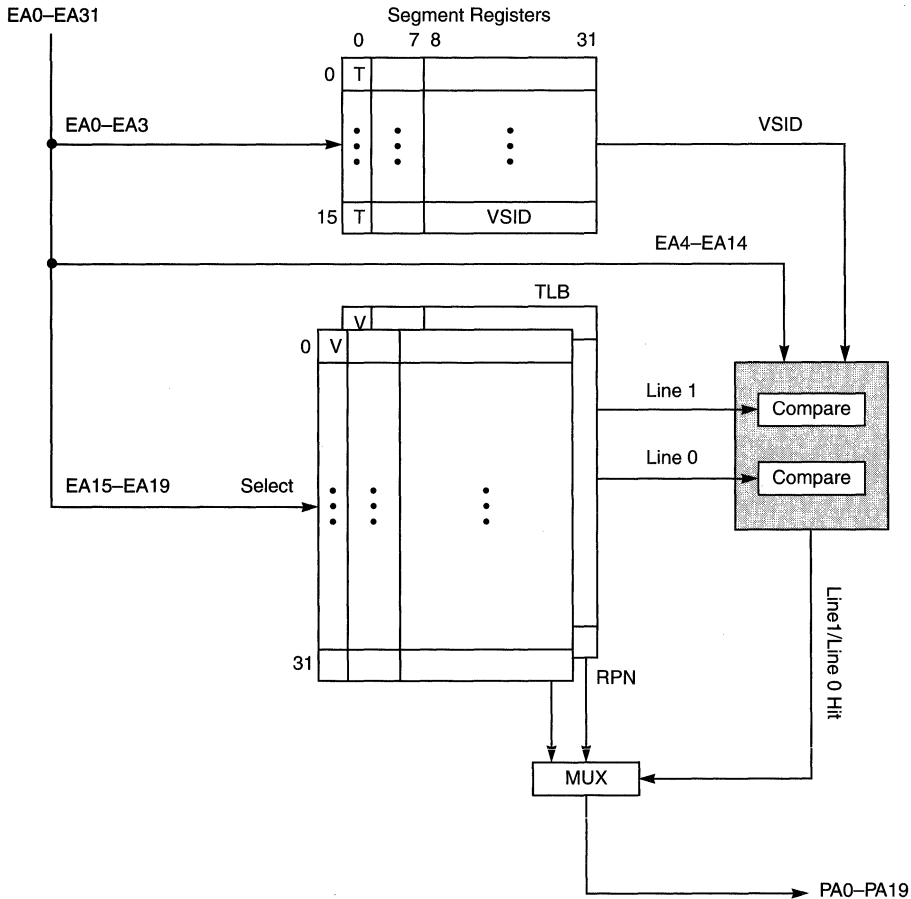 EA0–EA31
Segment Registers
0 7 8 31
0 T
EA0–EA3
VSID
15 T VSID
EA4–EA14
TLB
V
0 V
Line 1
Compare
Line 0
Compare
EA15–EA19 Select
Line1/Line 0 Hit
31
RPN
MUX
PA0–PA19